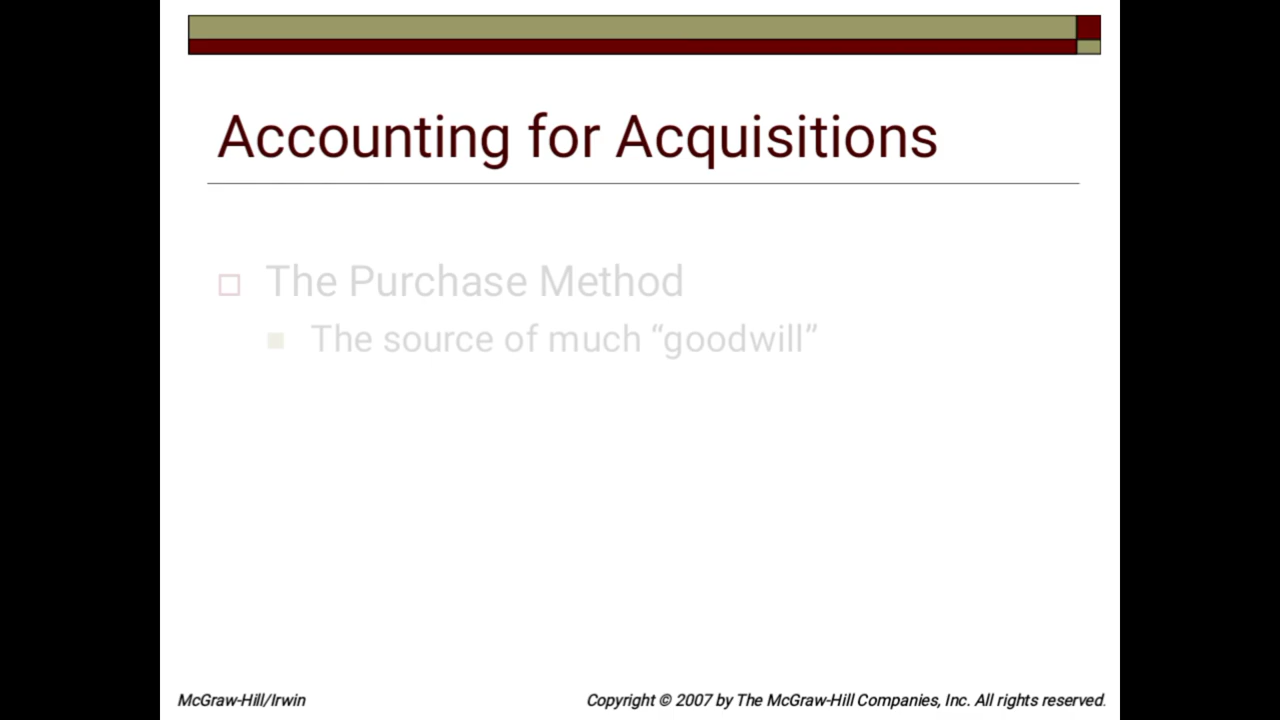 Accounting for Acquisitions
The Purchase Method
The source of much “goodwill”
McGraw-Hill/Irwin
Copyright © 2007 by The McGraw-Hill Companies, Inc. All rights reserved.